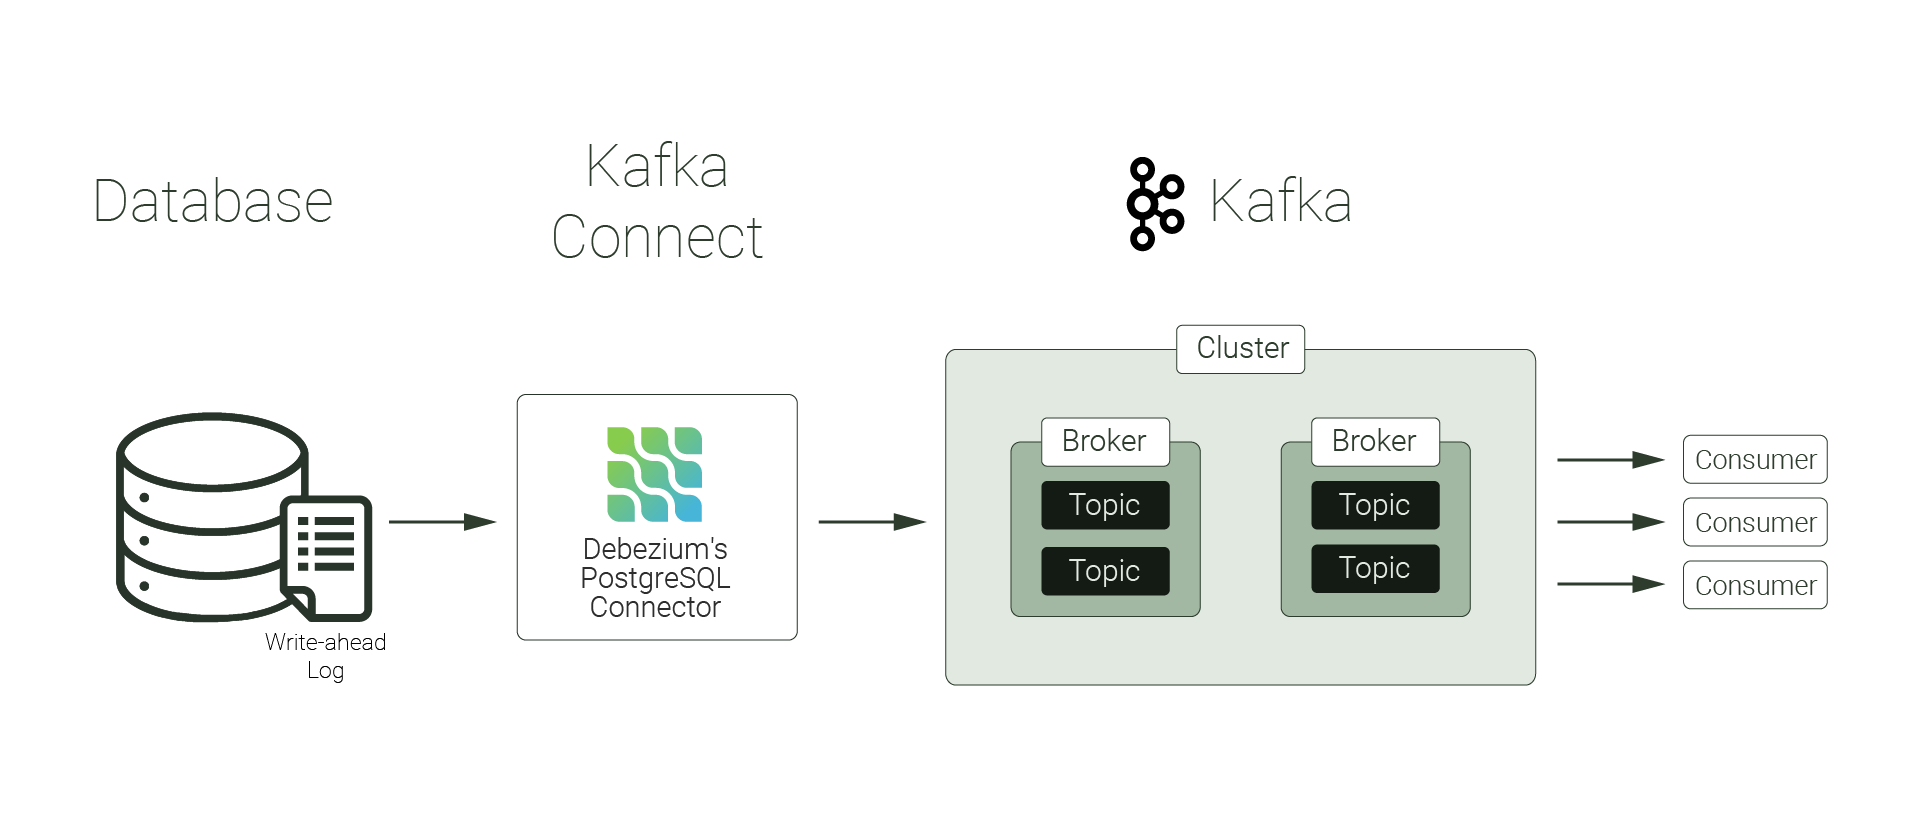 Database
Kafka
Connect
Kafka
Write-ahead
Log
Debezium's
PostgreSQL
Connector
Cluster
Broker
Topic
Topic
Broker
Topic
Topic
Consumer
Consumer
Consumer